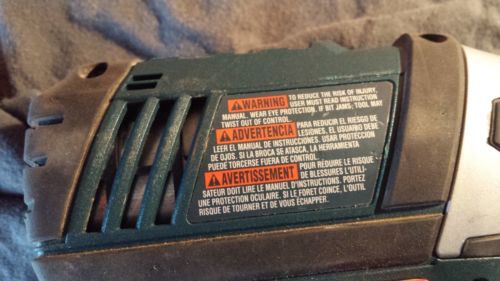 WARNING TO REDUCE THE RISK OF INJURY,
USER MUST READ INSTRUCTION
MANUAL. WEAR EYE PROTECTION. IF BIT JAMS; TOOL MAY
TWIST OUT OF CONTROL.
ADVERTENCIA PARA REDUCIR EL RIESGO DE
LESIONES, EL USUARIO DEBE
LEER EL MANUAL DE INSTRUCCIONES. USAR PROTECCION
DE OJOS. SI LA BROCA SE ATASCA, LA HERRAMIENTA
PUEDE TORCERSE FUERA DE CONTROL.
AVERTISSEMENT POUR RÉDUIRE LE RISQUE
DE BLESSURES L'UTILI-
SATEUR DOIT LIRE LE MANUEL D'INSTRUCTIONS. PORTER
UNE PROTECTION OCULAIRE. SI LE FORET COINCE, L'OUTIL
RISQUE DE TOURNER ET DE VOUS ÉCHAPPER.